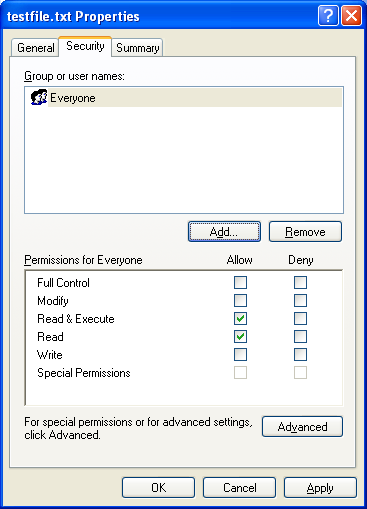 testfile.txt Properties
General Security Summary
Group or user names:
Everyone
Add... Remove
Permissions for Everyone Allow Deny
Full Control
Modify
Read & Execute
Read
Write
Special Permissions
For special permissions or for advanced settings,
click Advanced.
Advanced
OK Cancel Apply